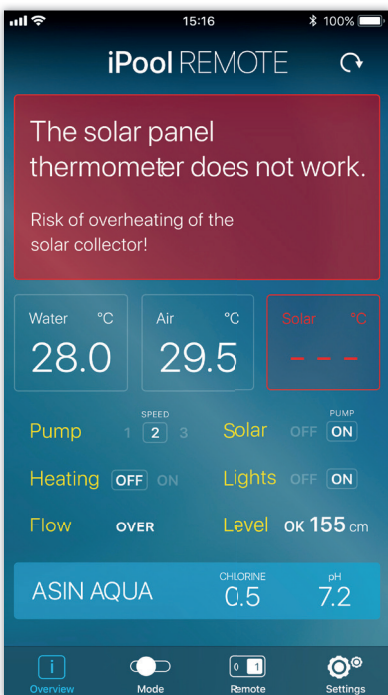 15:16 100%
iPool REMOTE
The solar panel
thermometer does not work.
Risk of overheating of the
solar collector!
Water °C Air °C Solar °C
28.0 29.5 - - -
SPEED PUMP
Pump 1 2 3 Solar OFF ON
Heating OFF ON Lights OFF ON
Flow OVER Level OK 155 cm
CHLORINE pH
ASIN AQUA 0.5 7.2
i 0 1
Overview Mode Remote Settings